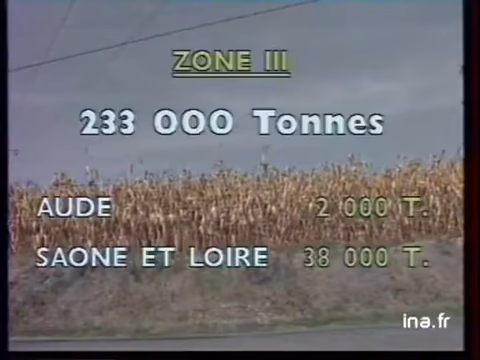 ZONE III
233 000 Tonnes
AUDE 2 000 T.
SAONE ET LOIRE 38 000 T.
ina.fr